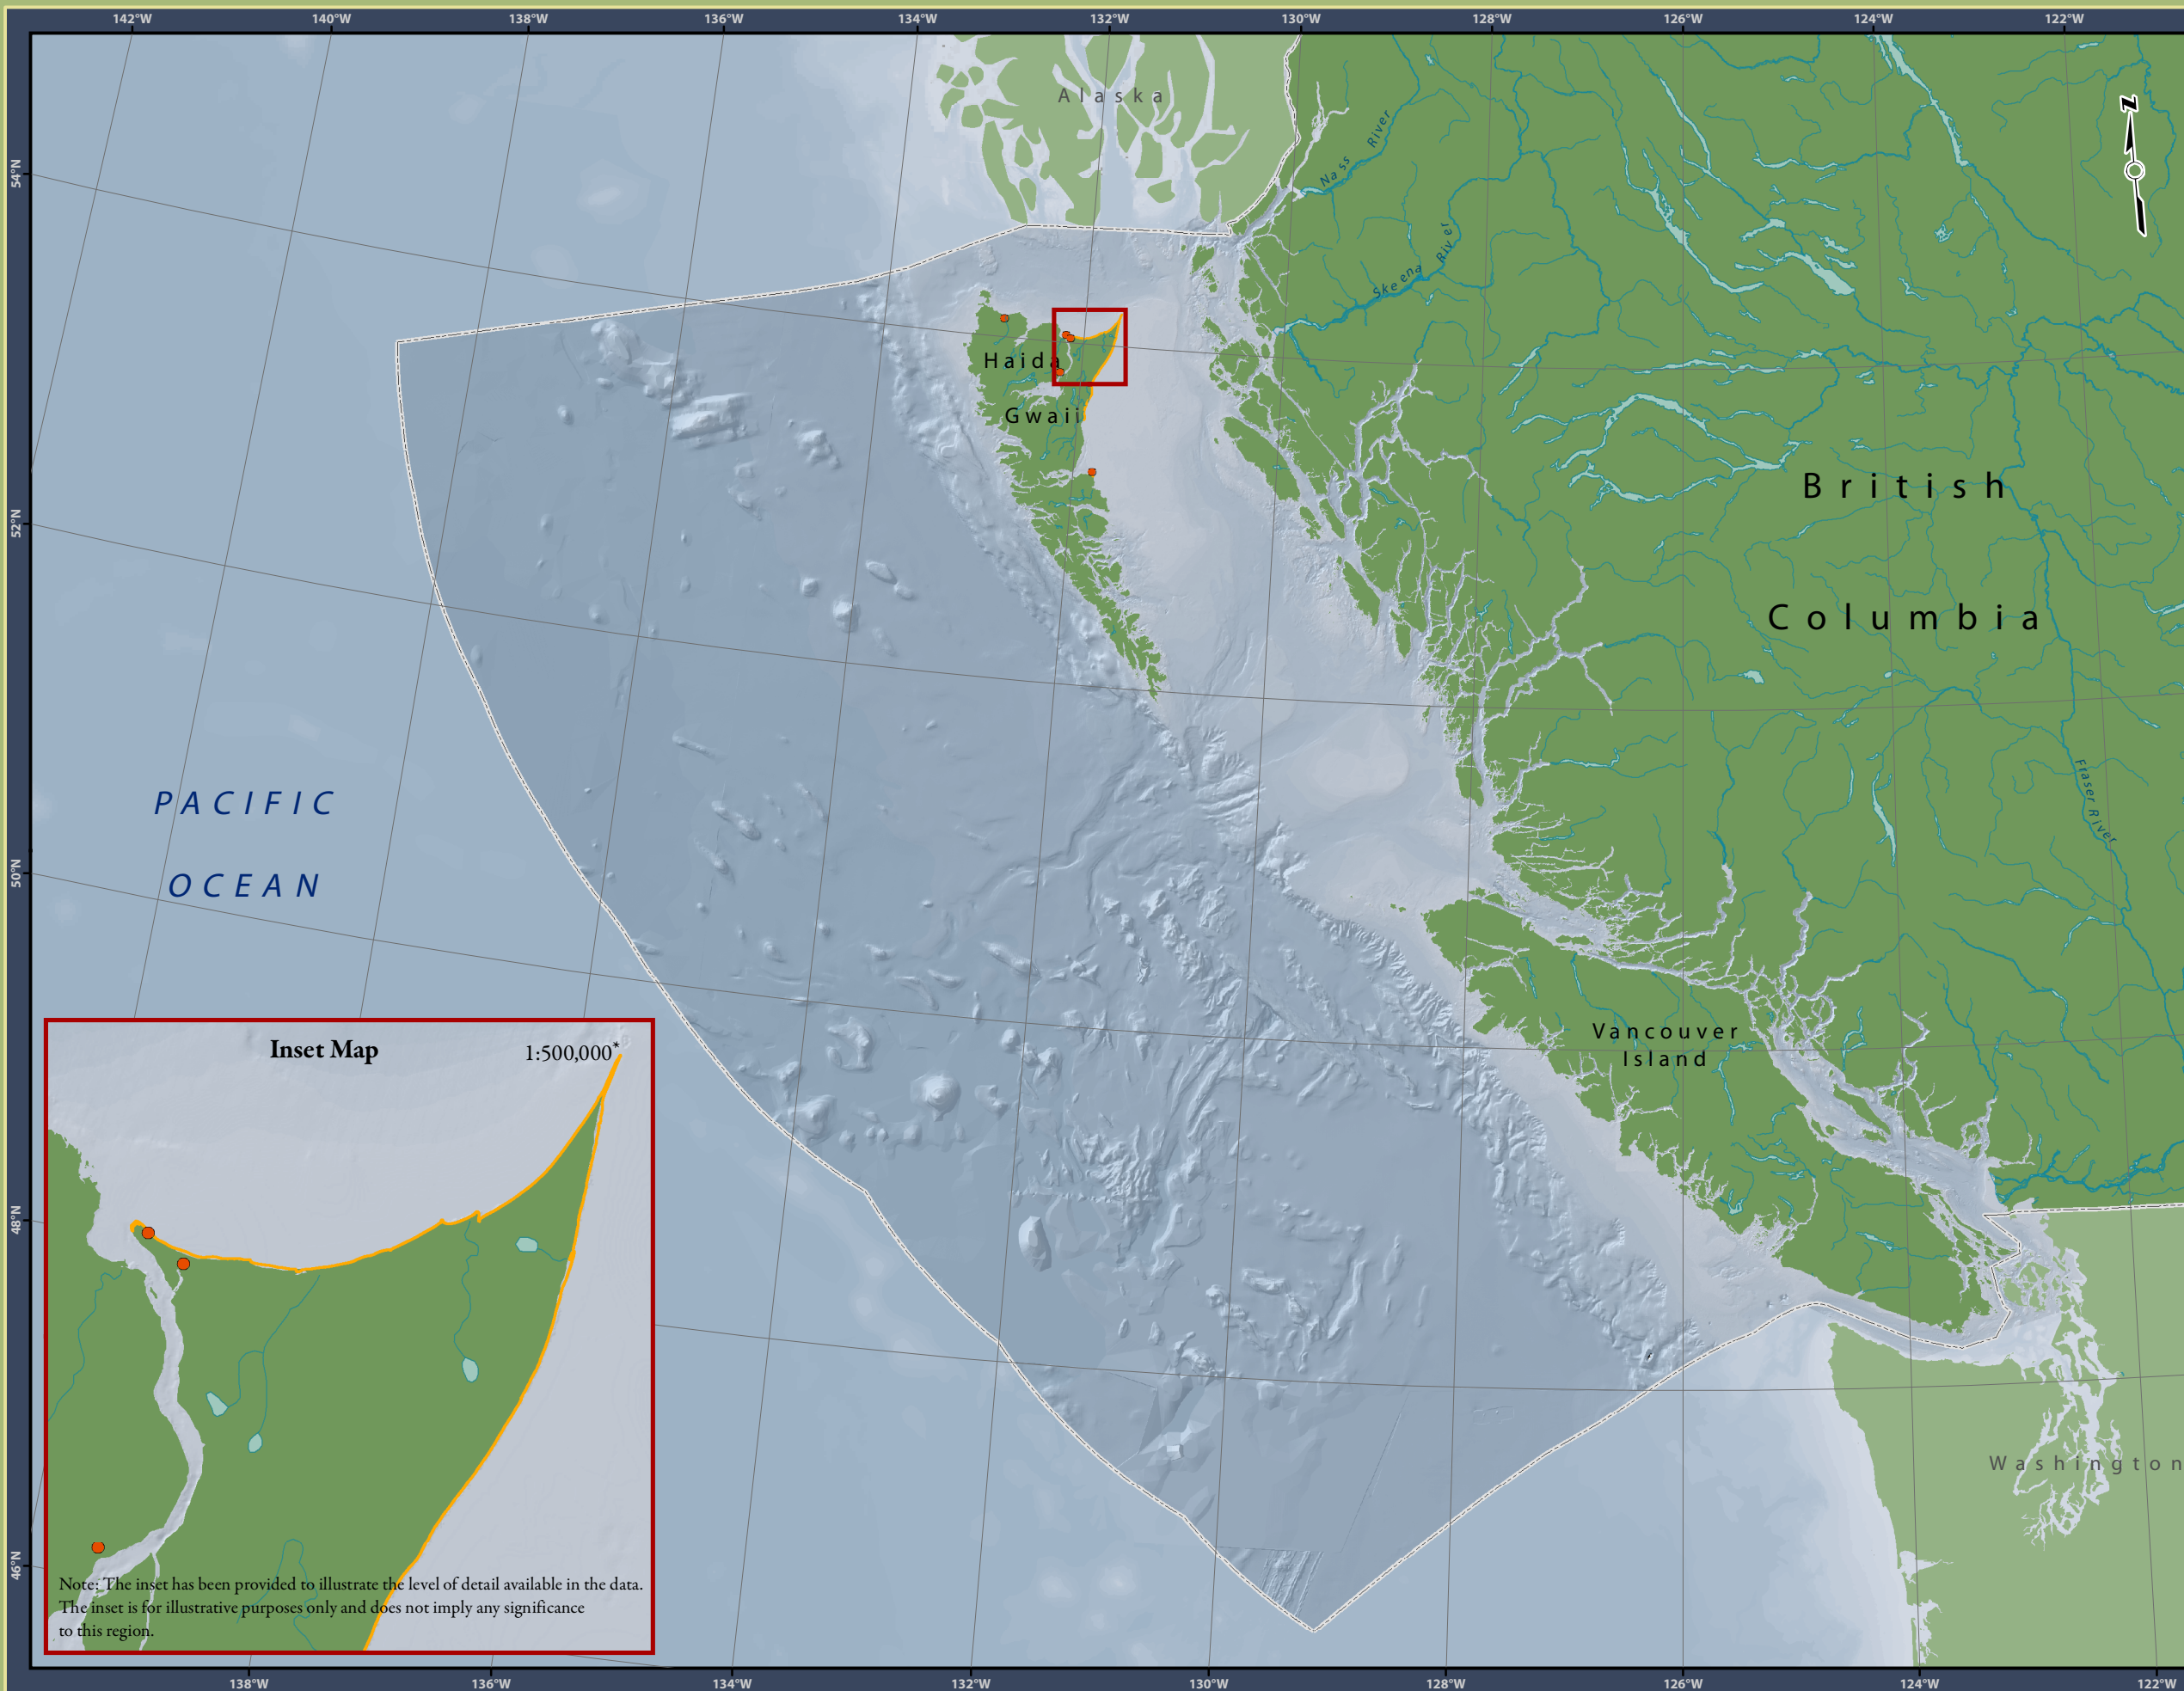 142°W 140°W 138°W 136°W 134°W 132°W 130°W 128°W 126°W 124°W 122°W
Alaska
Nass River
54°N
Skeena River
Haida
Gwaii
British
52°N
Columbia
PACIFIC
Fraser River
OCEAN
50°N
Vancouver
Island
Inset Map
1:500,000*
48°N
Washington
46°N
Note: The inset has been provided to illustrate the level of detail available in the data.
The inset is for illustrative purposes only and does not imply any significance
to this region.
138°W 136°W 134°W 132°W 130°W 128°W 126°W 124°W 122°W
N